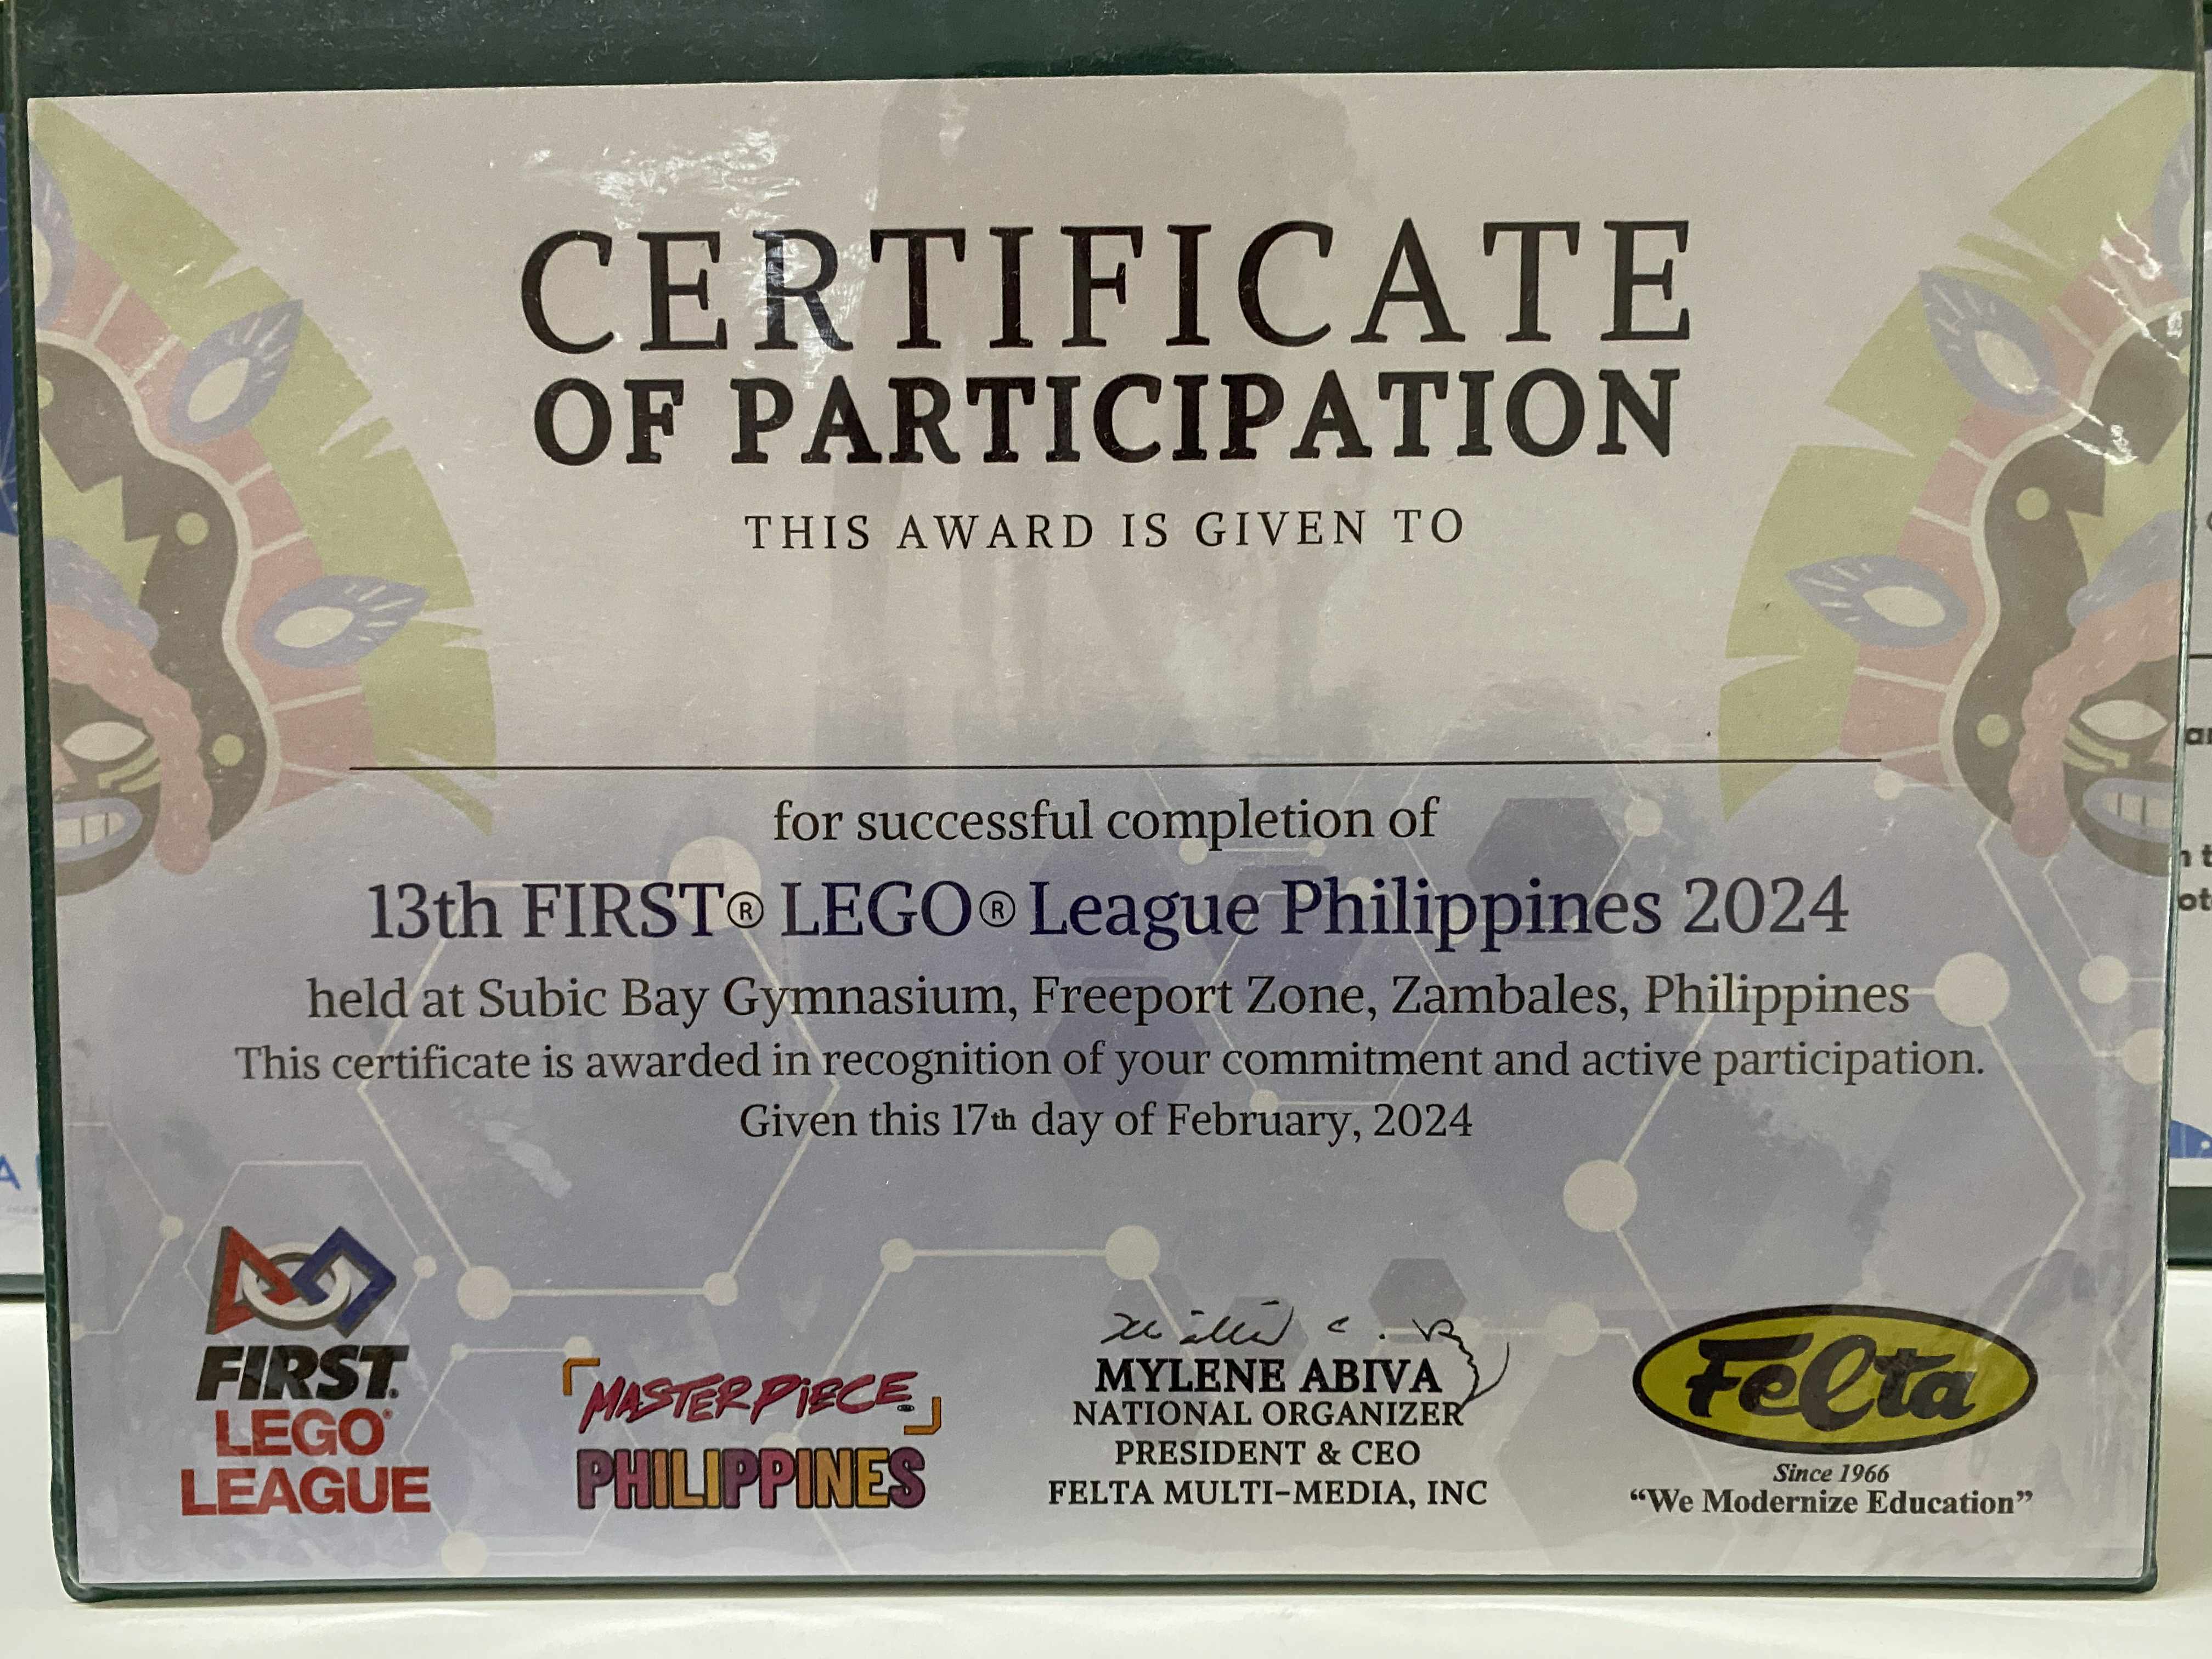 CERTIFICATE
OF PARTICIPATION
THIS AWARD IS GIVEN TO
for successful completion of
13th FIRST® LEGO® League Philippines 2024
held at Subic Bay Gymnasium, Freeport Zone, Zambales, Philippines
This certificate is awarded in recognition of your commitment and active participation.
Given this 17th day of February, 2024
FIRST®
LEGO®
LEAGUE
MASTERPIECE
PHILIPPINES
MYLENE ABIVA
NATIONAL ORGANIZER
PRESIDENT & CEO
FELTA MULTI-MEDIA, INC
Felta
Since 1966
“We Modernize Education”